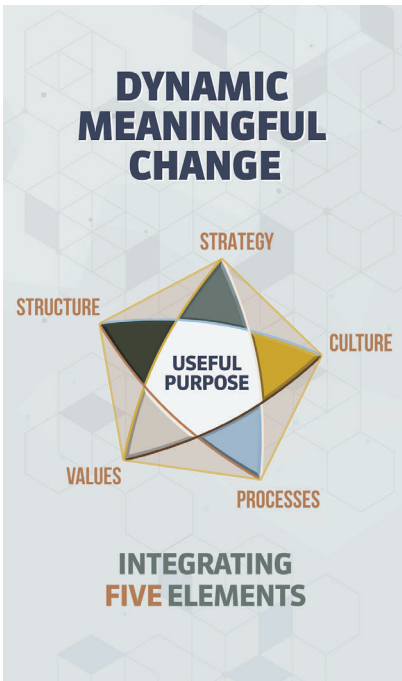 DYNAMIC
MEANINGFUL
CHANGE
STRATEGY
STRUCTURE
CULTURE
USEFUL
PURPOSE
VALUES
PROCESSES
INTEGRATING
FIVE ELEMENTS